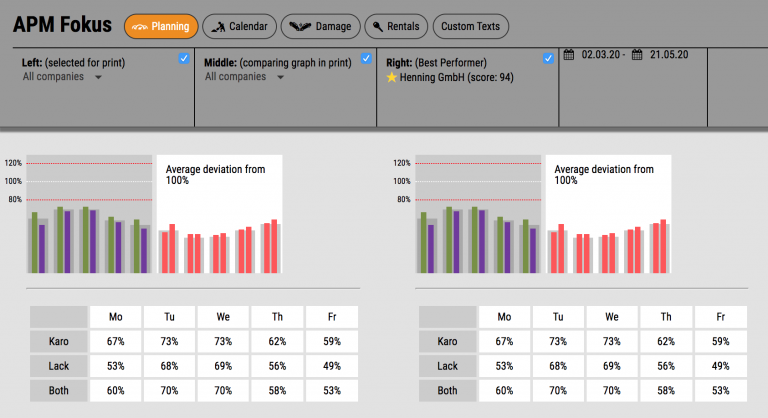 APM Fokus
Planning
Calendar
Damage
Rentals
Custom Texts
Left: (selected for print)
All companies
Middle: (comparing graph in print)
All companies
Right: (Best Performer)
Henning GmbH (score: 94)
02.03.20 - 21.05.20
120%
100%
80%
Average deviation from
100%
120%
100%
80%
Average deviation from
100%
Mo Tu We Th Fr
Karo 67% 73% 73% 62% 59%
Lack 53% 68% 69% 56% 49%
Both 60% 70% 70% 58% 53%
Mo Tu We Th Fr
Karo 67% 73% 73% 62% 59%
Lack 53% 68% 69% 56% 49%
Both 60% 70% 70% 58% 53%